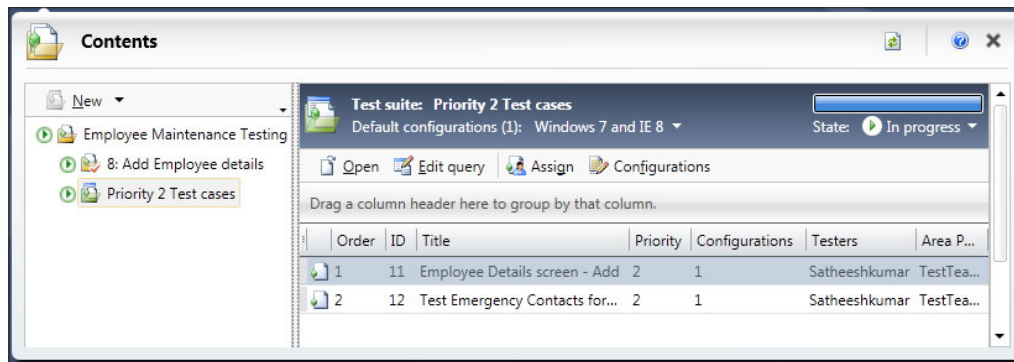 Contents
New
Employee Maintenance Testing
8: Add Employee details
Priority 2 Test cases
Test suite: Priority 2 Test cases
Default configurations (1): Windows 7 and IE 8
State: In progress
Open Edit query Assign Configurations
Drag a column header here to group by that column.
Order ID Title Priority Configurations Testers Area P...
1 11 Employee Details screen - Add 2 1 Satheeshkumar TestTea...
2 12 Test Emergency Contacts for... 2 1 Satheeshkumar TestTea...